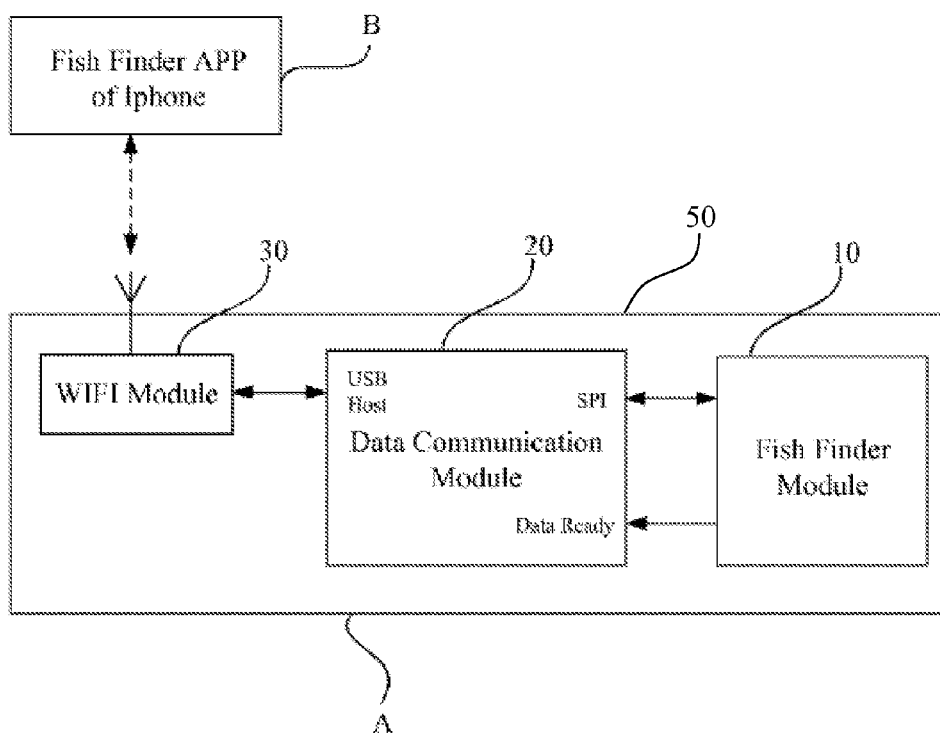 B
Fish Finder APP
of Iphone
50
30
20
10
WIFI Module
USB
Host
SPI
Data Communication
Module
Data Ready
Fish Finder
Module
A